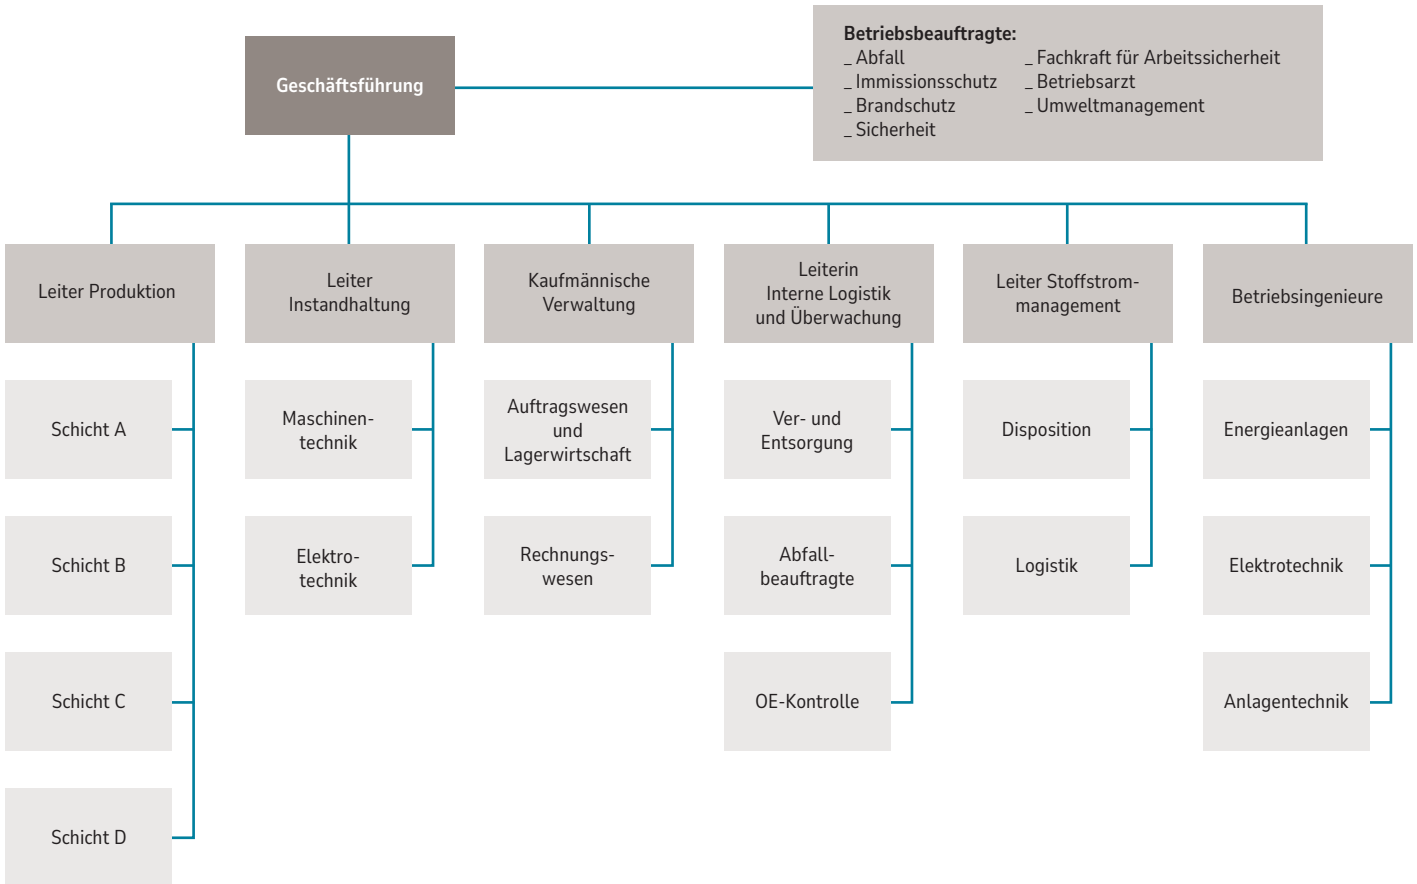 Geschäftsführung
Betriebsbeauftragte:
_ Abfall
_ Immissionsschutz
_ Brandschutz
_ Sicherheit
_ Fachkraft für Arbeitssicherheit
_ Betriebsarzt
_ Umweltmanagement
Leiter Produktion
Schicht A
Schicht B
Schicht C
Schicht D
Leiter
Instandhaltung
Maschinen-
technik
Elektro-
technik
Kaufmännische
Verwaltung
Auftragswesen
und
Lagerwirtschaft
Rechnungs-
wesen
Leiterin
Interne Logistik
und Überwachung
Ver- und
Entsorgung
Abfall-
beauftragte
OE-Kontrolle
Leiter Stoffstrom-
management
Disposition
Logistik
Betriebsingenieure
Energieanlagen
Elektrotechnik
Anlagentechnik